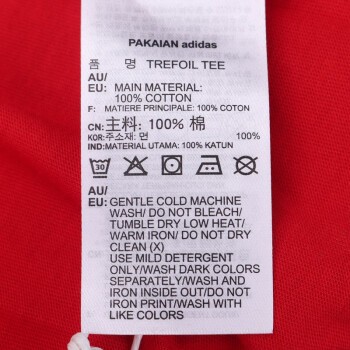 PAKAIAN adidas
품 명 TREFOIL TEE
AU/
EU: MAIN MATERIAL:
100% COTTON
F: MATIERE PRINCIPALE: 100% COTON
CN: 主料: 100% 棉
KOR: 주소재: 면 100%
IND: MATERIAL UTAMA: 100% KATUN
30
AU/
EU: GENTLE COLD MACHINE
WASH/ DO NOT BLEACH/
TUMBLE DRY LOW HEAT/
WARM IRON/ DO NOT DRY
CLEAN (X)
USE MILD DETERGENT
ONLY/WASH DARK COLORS
SEPARATELY/WASH AND
IRON INSIDE OUT/DO NOT
IRON PRINT/WASH WITH
LIKE COLORS